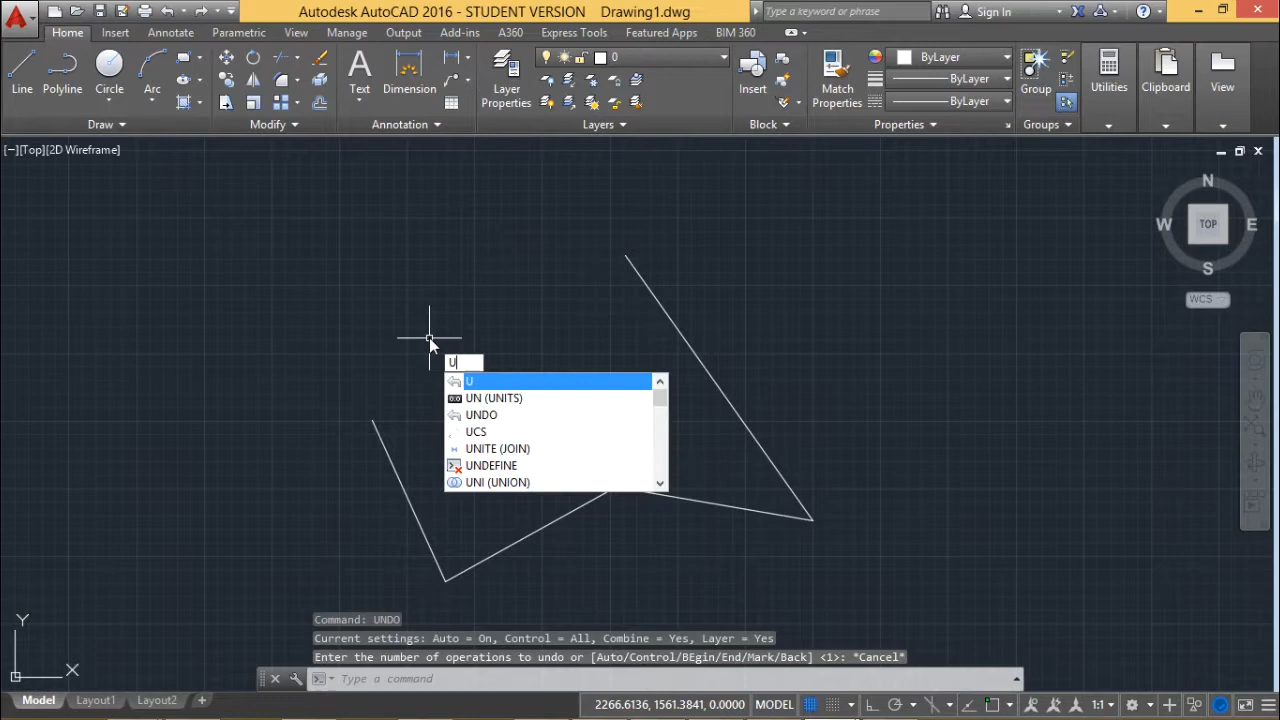 Autodesk AutoCAD 2016 - STUDENT VERSION Drawing1.dwg
Type a keyword or phrase
Sign In
Home Insert Annotate Parametric View Manage Output Add-ins A360 Express Tools Featured Apps BIM 360
0
ByLayer
Line Polyline Circle Arc
Text Dimension
Layer
Properties
Insert
Match
Properties
ByLayer
ByLayer
Group
Utilities
Clipboard
View
Draw
Modify
Annotation
Layers
Block
Properties
Groups
[−][Top][2D Wireframe]
N
W TOP E
S
WCS
U
U
UN (UNITS)
UNDO
UCS
UNITE (JOIN)
UNDEFINE
UNI (UNION)
Y
X
Command: UNDO
Current settings: Auto = On, Control = All, Combine = Yes, Layer = Yes
Enter the number of operations to undo or [Auto/Control/BEgin/End/Mark/Back] <1>: *Cancel*
Type a command
Model Layout1 Layout2 +
2266.6136, 1561.3841, 0.0000 MODEL
1:1